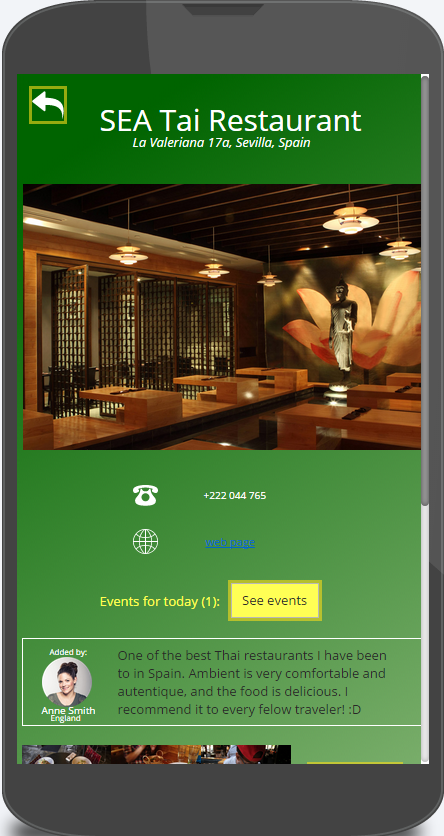 SEA Tai Restaurant
La Valeriana 17a, Sevilla, Spain
+222 044 765
web page
Events for today (1): See events
Added by:
Anne Smith
England
One of the best Thai restaurants I have been
to in Spain. Ambient is very comfortable and
autentique, and the food is delicious. I
recommend it to every felow traveler! :D